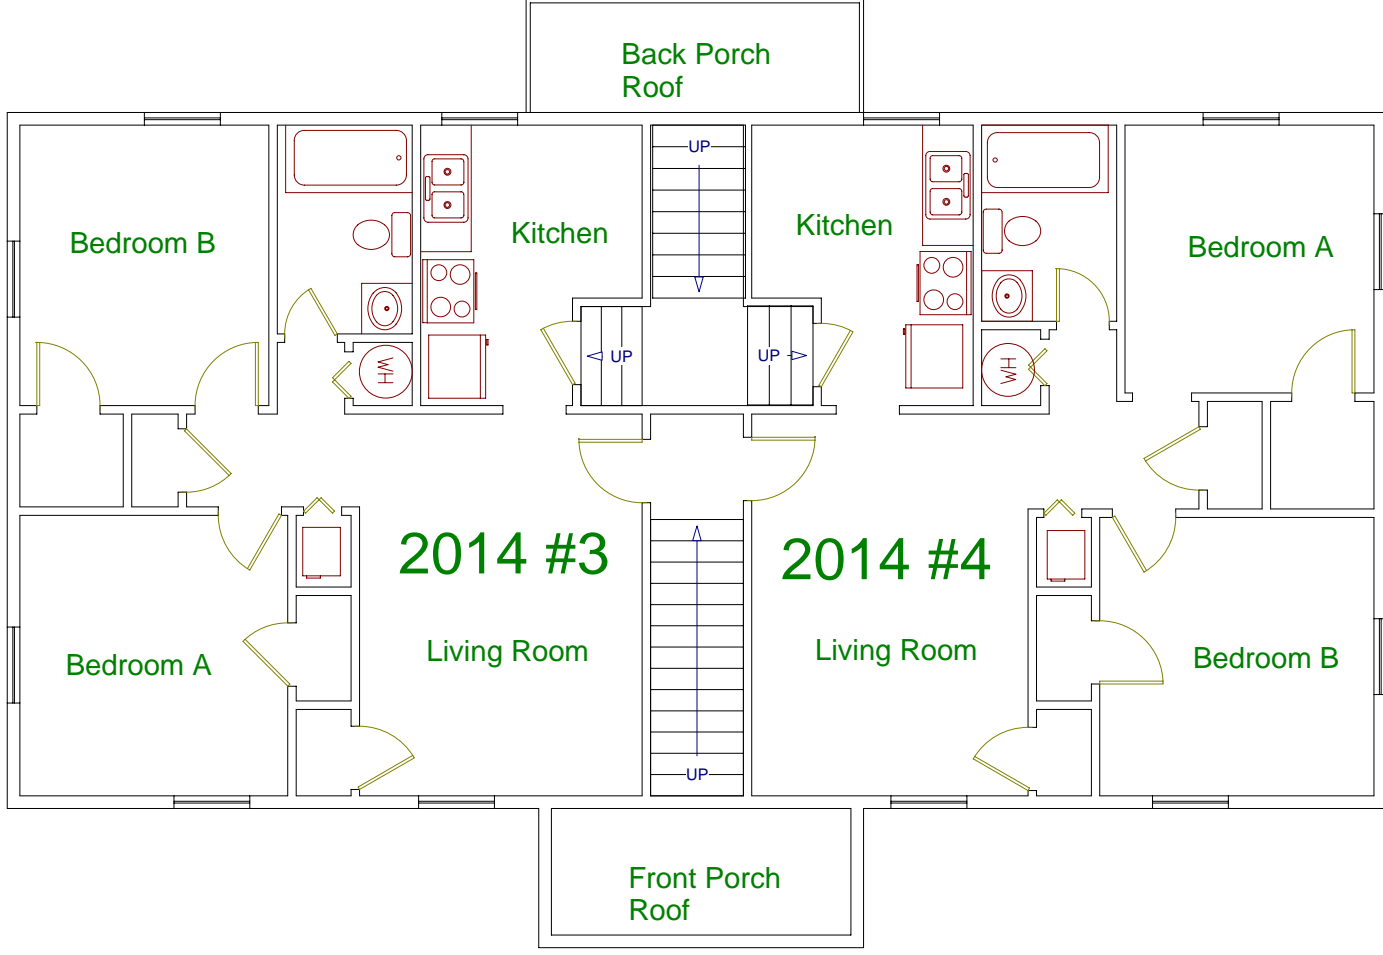 Back Porch
Roof
UP
Bedroom B
Kitchen
Kitchen
Bedroom A
UP
UP
WH
WH
2014 #3
2014 #4
Bedroom A
Living Room
Living Room
Bedroom B
UP
Front Porch
Roof